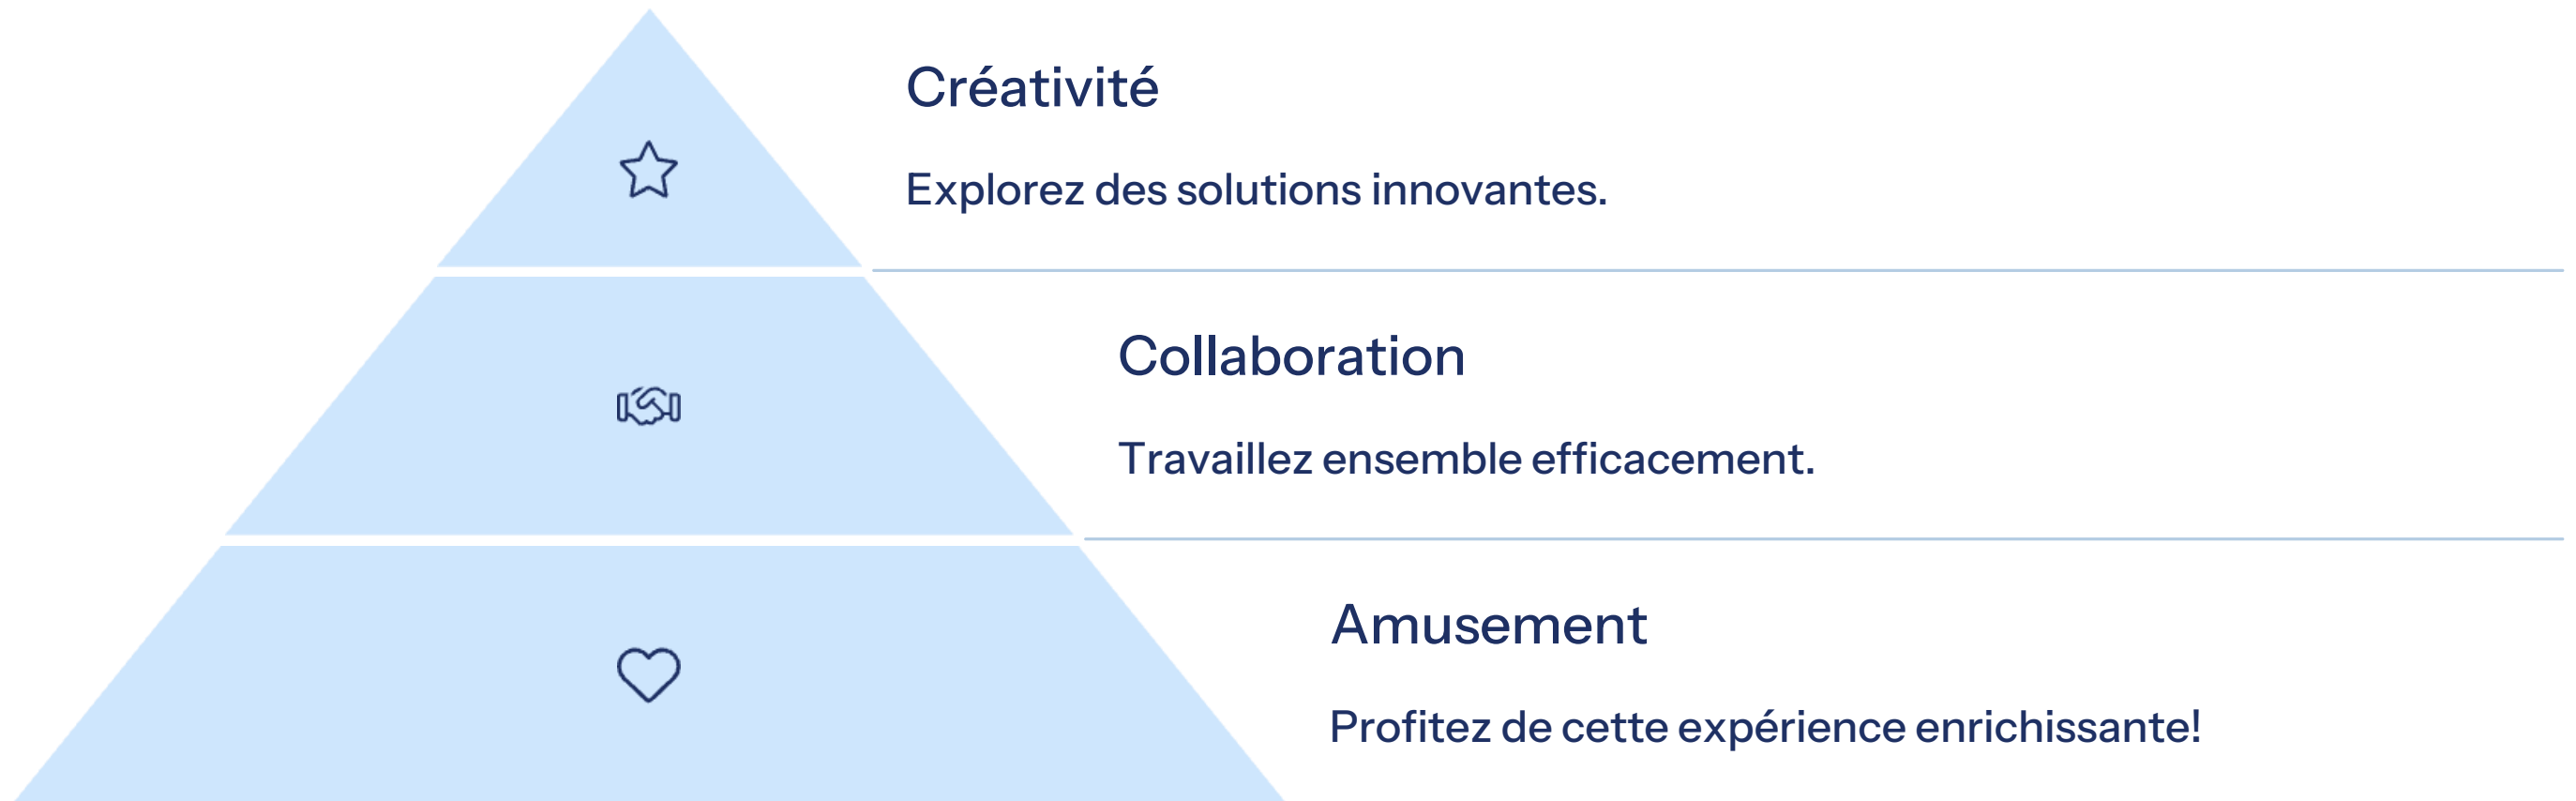 Créativité
Explorez des solutions innovantes.
Collaboration
Travaillez ensemble efficacement.
Amusement
Profitez de cette expérience enrichissante!